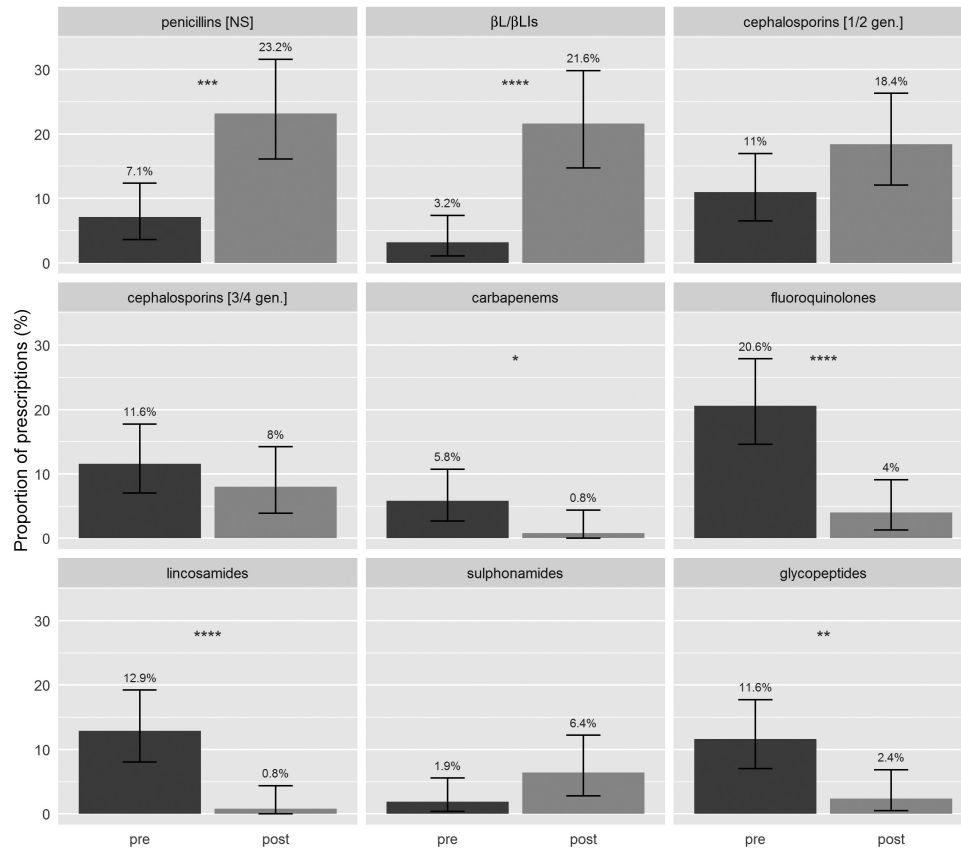 penicillins [NS]
βL/βLIs
cephalosporins [1/2 gen.]
30
20
10
0
7.1%
***
23.2%
3.2%
****
21.6%
11%
18.4%
Proportion of prescriptions (%)
cephalosporins [3/4 gen.]
carbapenems
fluoroquinolones
30
20
10
0
11.6%
8%
5.8%
*
0.8%
20.6%
****
4%
lincosamides
sulphonamides
glycopeptides
30
20
10
0
12.9%
****
0.8%
1.9%
6.4%
11.6%
**
2.4%
pre
post
pre
post
pre
post